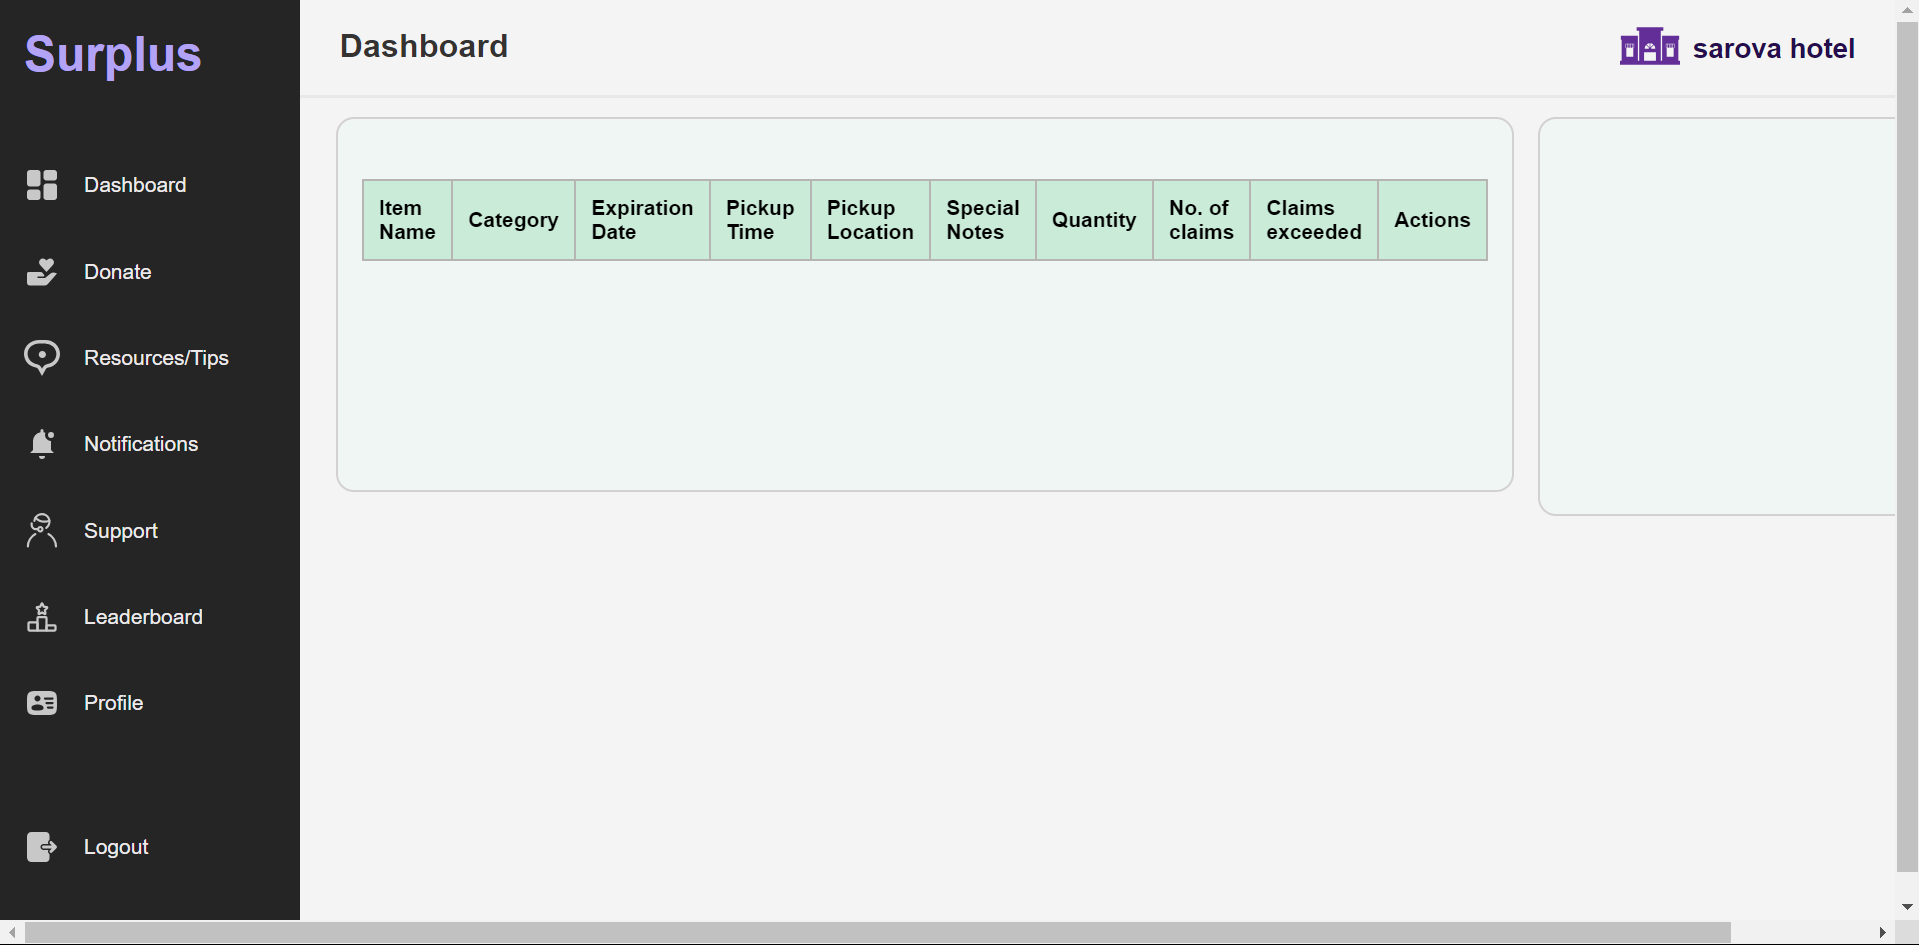 Surplus
Dashboard
sarova hotel
Dashboard
Donate
Resources/Tips
Notifications
Support
Leaderboard
Profile
Logout
Item
Name
Category
Expiration
Date
Pickup
Time
Pickup
Location
Special
Notes
Quantity
No. of
claims
Claims
exceeded
Actions